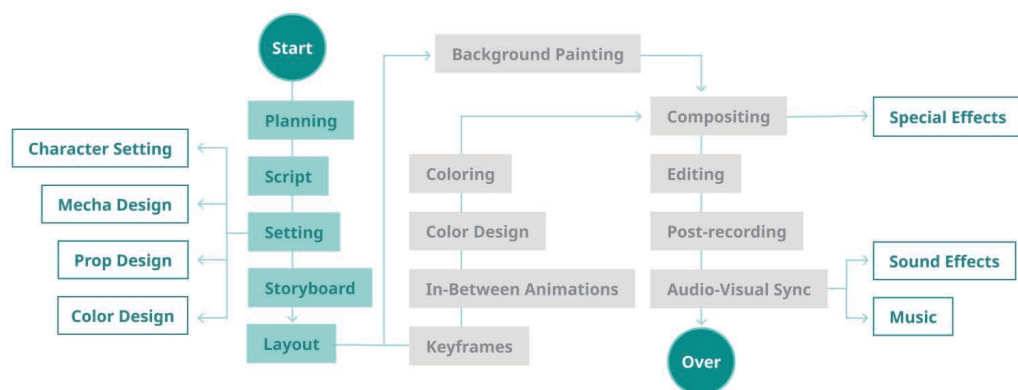 Start
Planning
Script
Setting
Storyboard
Layout
Character Setting
Mecha Design
Prop Design
Color Design
Background Painting
Keyframes
In-Between Animations
Color Design
Coloring
Compositing
Special Effects
Editing
Post-recording
Audio-Visual Sync
Sound Effects
Music
Over